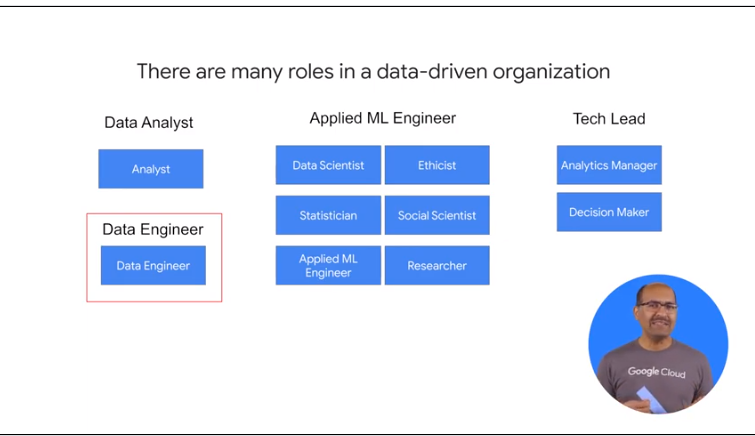 There are many roles in a data-driven organization
Data Analyst
Analyst
Data Engineer
Data Engineer
Applied ML Engineer
Data Scientist
Ethicist
Statistician
Social Scientist
Applied ML
Engineer
Researcher
Tech Lead
Analytics Manager
Decision Maker
Google Cloud